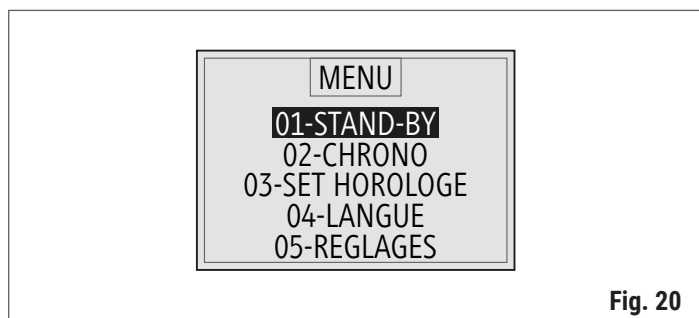 MENU
01-STAND-BY
02-CHRONO
03-SET HOROLOGE
04-LANGUE
05-REGLAGES
Fig. 20